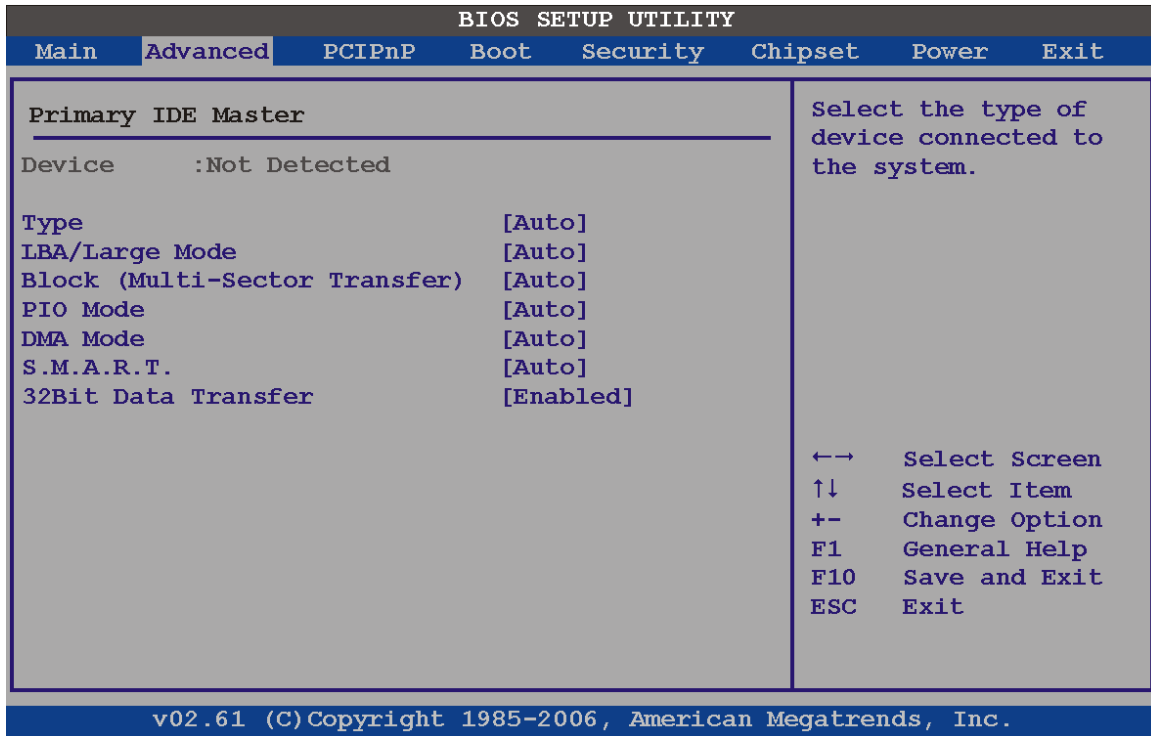 BIOS SETUP UTILITY
Main Advanced PCIPnP Boot Security Chipset Power Exit
Primary IDE Master
Device :Not Detected
Type [Auto]
LBA/Large Mode [Auto]
Block (Multi-Sector Transfer) [Auto]
PIO Mode [Auto]
DMA Mode [Auto]
S.M.A.R.T. [Auto]
32Bit Data Transfer [Enabled]
Select the type of
device connected to
the system.
←→ Select Screen
↑↓ Select Item
+- Change Option
F1 General Help
F10 Save and Exit
ESC Exit
v02.61 (C)Copyright 1985-2006, American Megatrends, Inc.